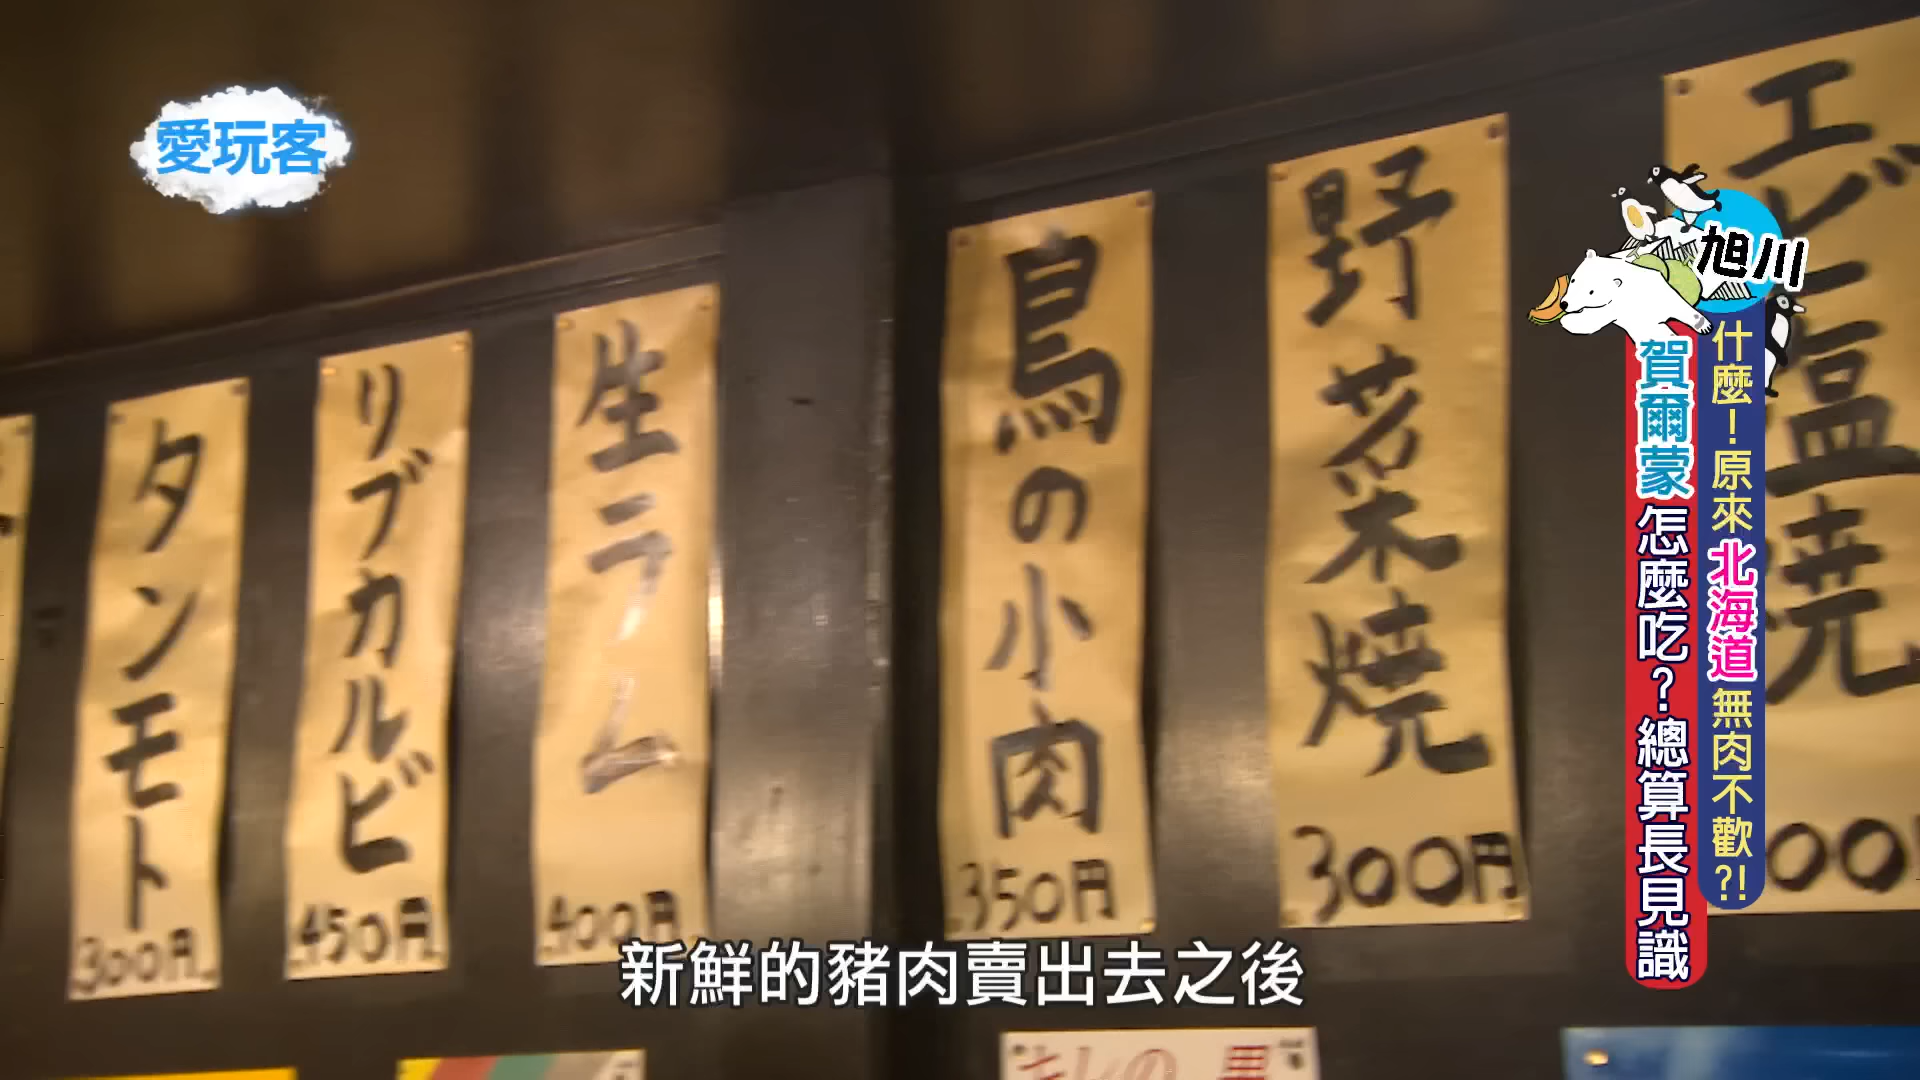 愛玩客
旭川
什麼!原來北海道無肉不歡?!
賀爾蒙怎麼吃?總算長見識
エビ塩焼
野菜焼
300円
鳥の小肉
350円
生ラム
400円
リブカルビ
450円
タンモト
300円
新鮮的豬肉賣出去之後